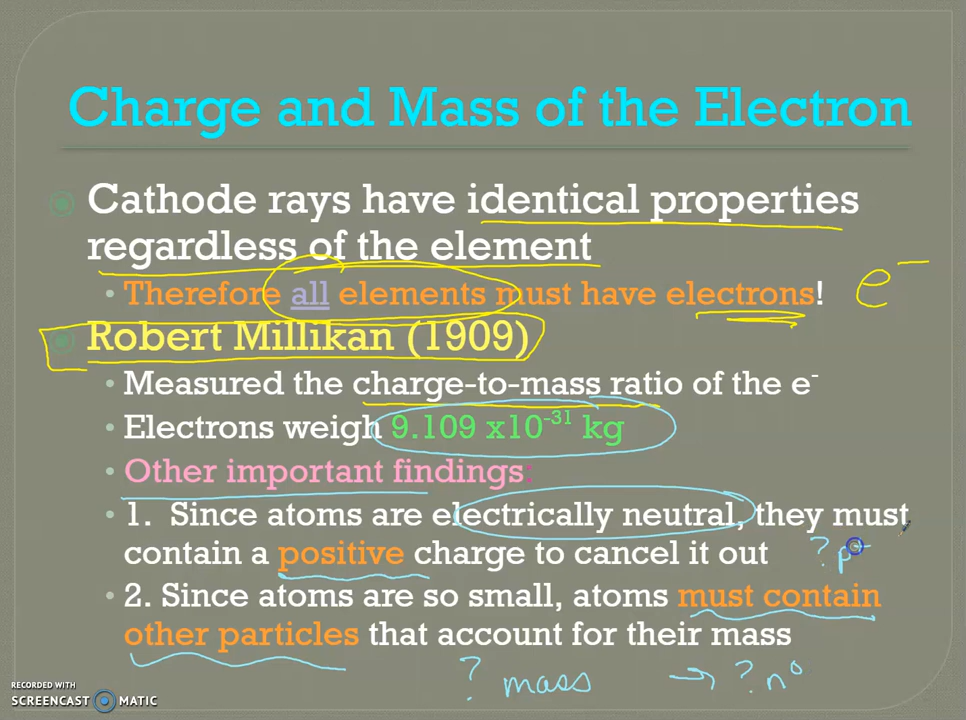 Charge and Mass of the Electron
Cathode rays have identical properties
regardless of the element
• Therefore all elements must have electrons!
e⁻
Robert Millikan (1909)
• Measured the charge-to-mass ratio of the e⁻
• Electrons weigh 9.109 x10⁻³¹ kg
• Other important findings:
• 1. Since atoms are electrically neutral, they must
contain a positive charge to cancel it out
? p⁺
• 2. Since atoms are so small, atoms must contain
other particles that account for their mass
? mass → ? n⁰
RECORDED WITH
SCREENCAST MATIC